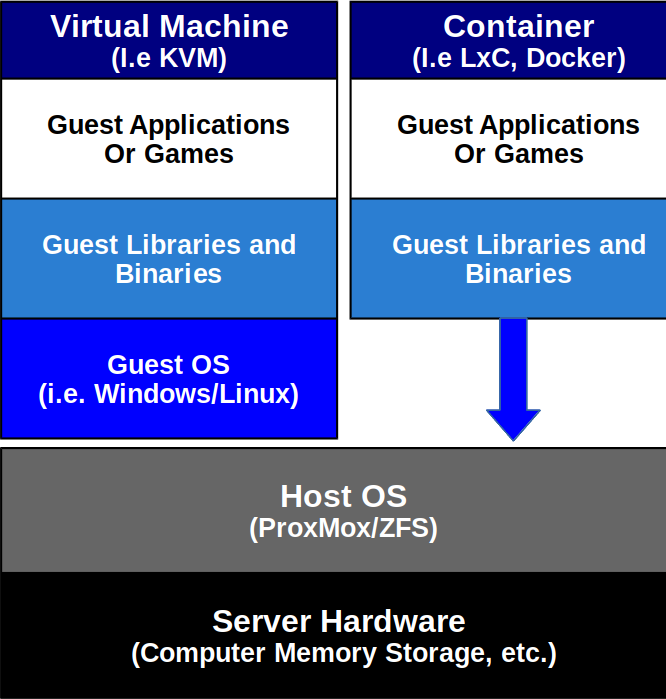 Virtual Machine
(I.e KVM)
Guest Applications
Or Games
Guest Libraries and
Binaries
Guest OS
(i.e. Windows/Linux)
Container
(I.e LxC, Docker)
Guest Applications
Or Games
Guest Libraries and
Binaries
Host OS
(ProxMox/ZFS)
Server Hardware
(Computer Memory Storage, etc.)